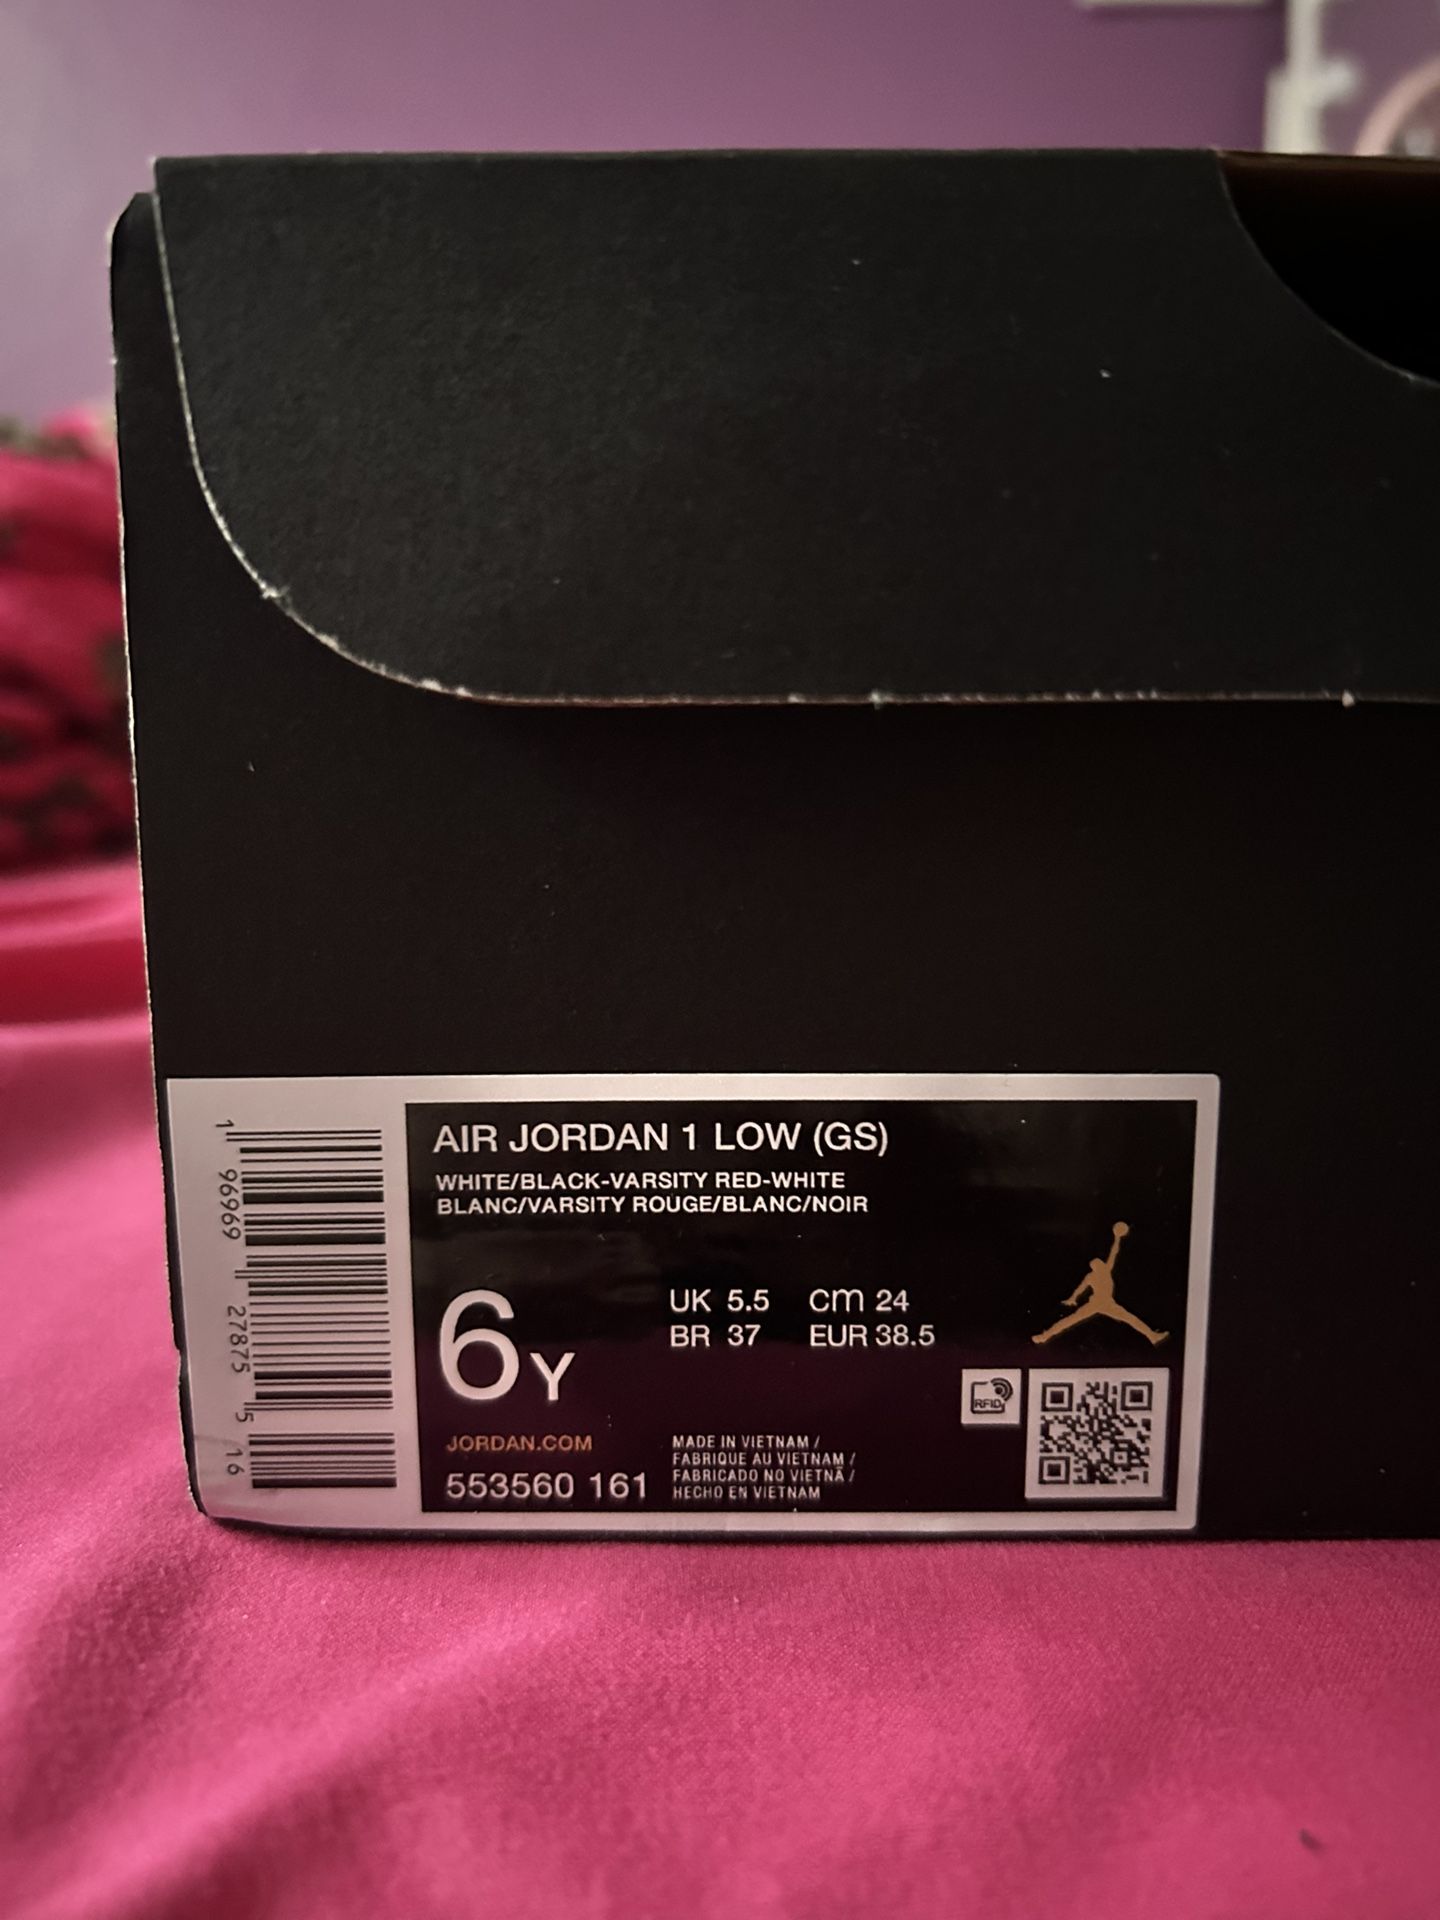 AIR JORDAN 1 LOW (GS)
WHITE/BLACK-VARSITY RED-WHITE
BLANC/VARSITY ROUGE/BLANC/NOIR
6Y
UK 5.5 cm 24
BR 37 EUR 38.5
RFID
JORDAN.COM
553560 161
MADE IN VIETNAM /
FABRIQUE AU VIETNAM /
FABRICADO NO VIETNÃ /
HECHO EN VIETNAM
1 96969 27875 5 16